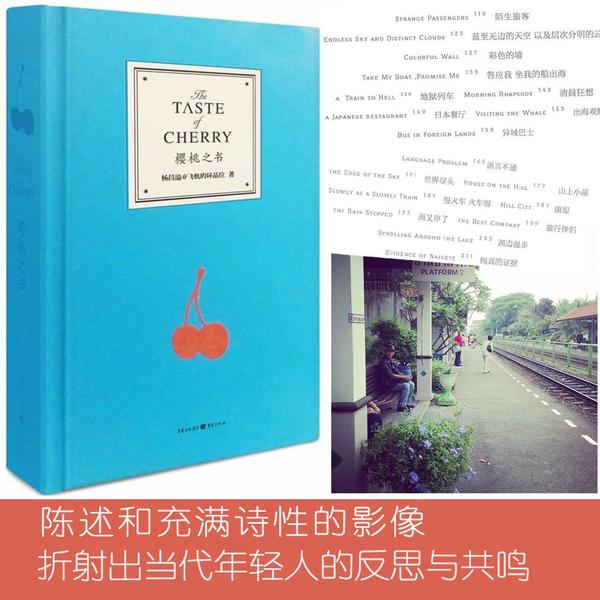 The
TASTE
of
CHERRY
樱桃之书
杨昌溢@飞机的坏品位 著
樱桃之书
STRANGE PASSENGERS 119 陌生旅客
ENDLESS SKY AND DISTINCT CLOUDS 123 蓝至无边的天空 以及层次分明的云
COLORFUL WALL 127 彩色的墙
TAKE MY BOAT ,PROMISE ME 133 答应我 坐我的船出海
A TRAIN TO HELL 地狱列车 MORNING RHAPSODY 143 清晨狂想
A JAPANESE RESTAURANT 149 日本餐厅 VISITING THE WHALE 153 出海观鲸
BUS IN FOREIGN LANDS 159 异域巴士
LANGUAGE PROBLEM 165 语言不通
THE EDGE OF THE SKY 171 世界尽头 HOUSE ON THE HILL 177 山上小屋
SLOWLY AS A SLOWLY TRAIN 183 慢火车 火车慢 HILL CITY 187 康提
THE RAIN STOPPED 193 雨又停了 THE BEST COMPANY 199 旅行伴侣
STROLLING AROUND THE LAKE 205 湖边漫步
EVIDENCE OF NAIVETE 211 纯真的证据
PLATFORM 2
陈述和充满诗性的影像
折射出当代年轻人的反思与共鸣